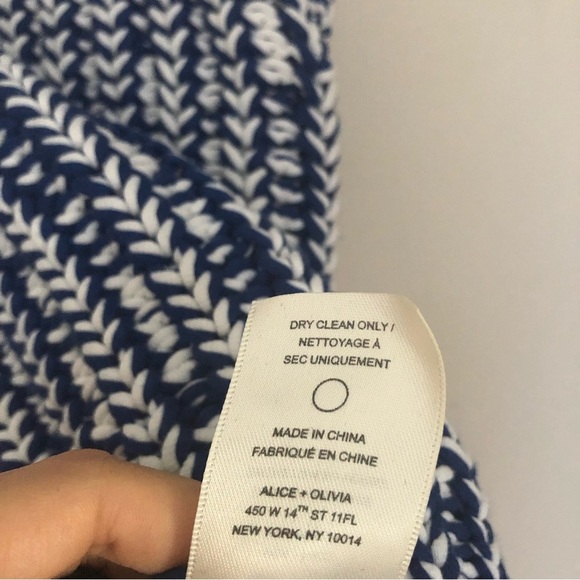 DRY CLEAN ONLY /
NETTOYAGE À
SEC UNIQUEMENT
MADE IN CHINA
FABRIQUÉ EN CHINE
ALICE + OLIVIA
450 W 14TH ST 11FL
NEW YORK, NY 10014